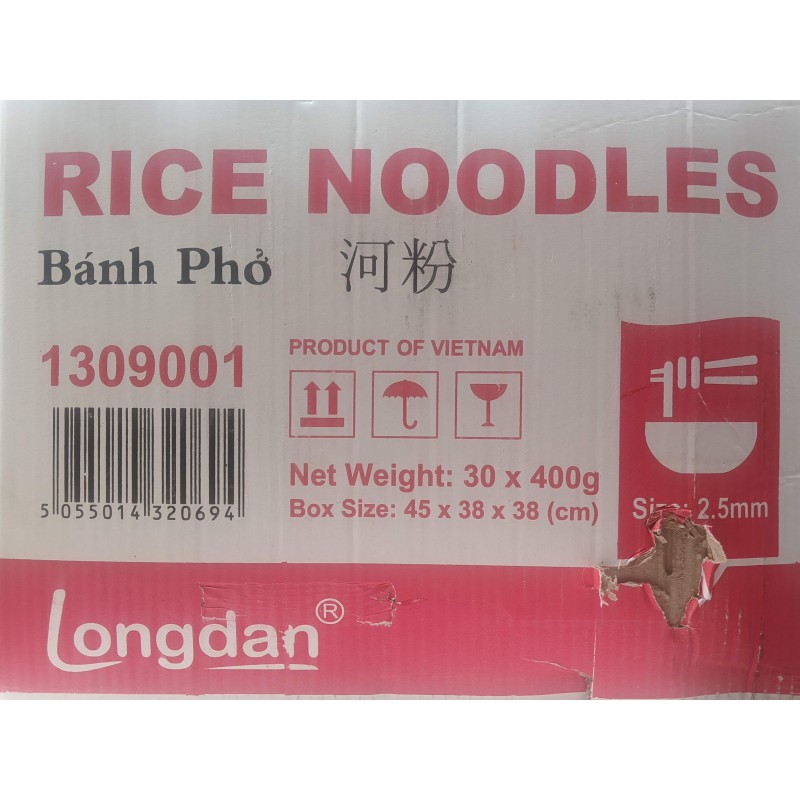 RICE NOODLES
Bánh Phở 河粉
1309001
PRODUCT OF VIETNAM
5 055014 320694
Net Weight: 30 x 400g
Box Size: 45 x 38 x 38 (cm)
Size: 2.5mm
Longdan®